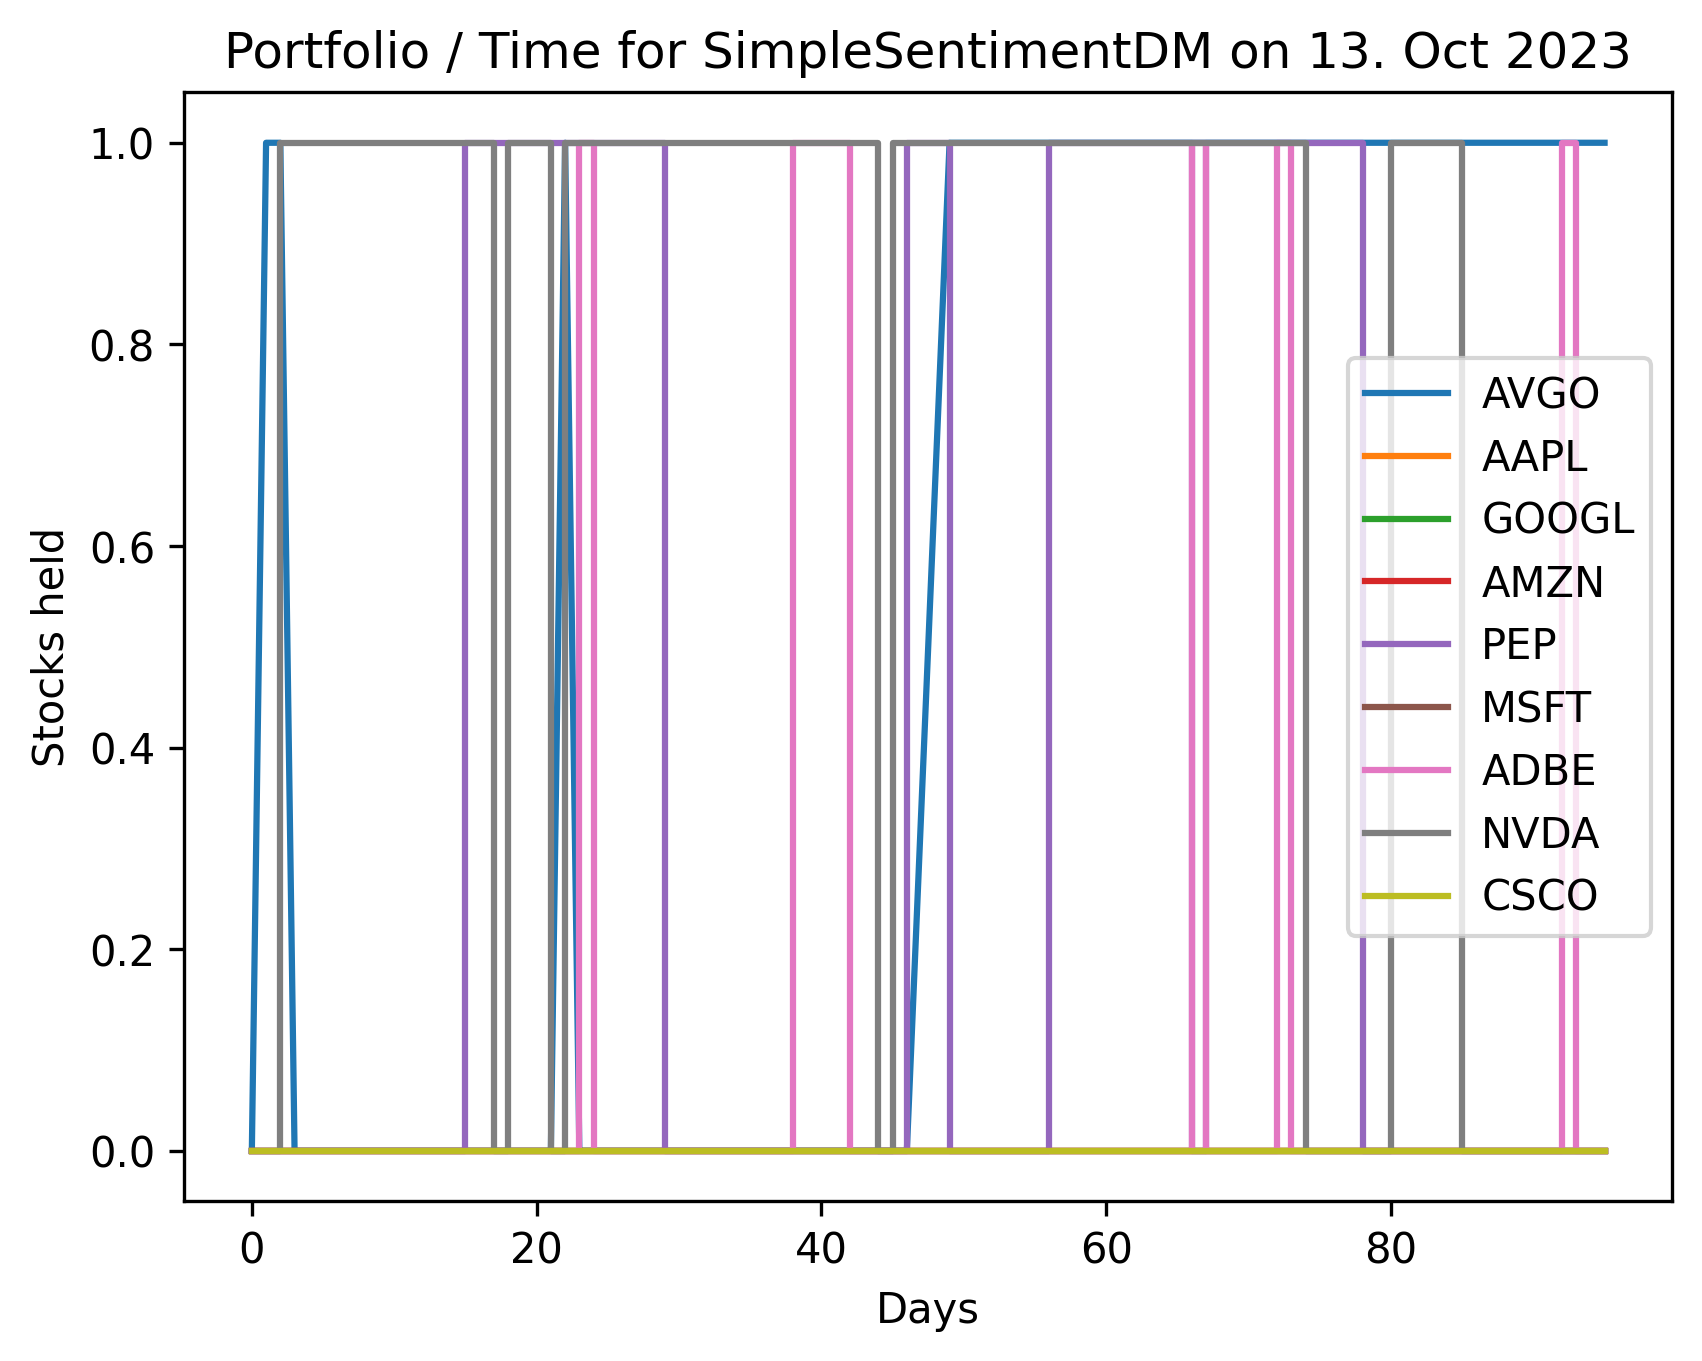 Portfolio / Time for SimpleSentimentDM on 13. Oct 2023
1.0
0.8
0.6
0.4
0.2
0.0
Stocks held
AVGO
AAPL
GOOGL
AMZN
PEP
MSFT
ADBE
NVDA
CSCO
0 20 40 60 80
Days